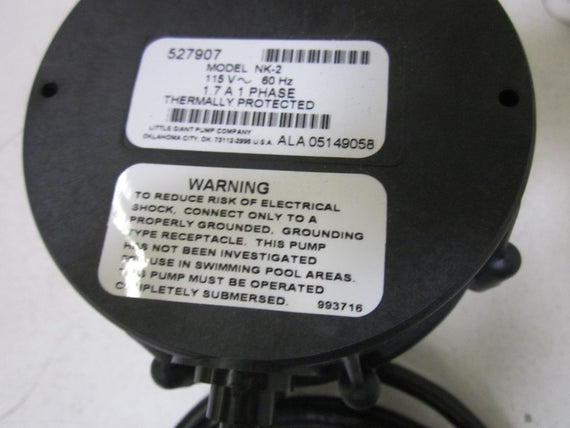 527907
MODEL NK-2
115 V~ 60 Hz
1.7 A 1 PHASE
THERMALLY PROTECTED
LITTLE GIANT PUMP COMPANY
OKLAHOMA CITY, OK. 73112-2996 U.S.A. ALA 05149058
WARNING
TO REDUCE RISK OF ELECTRICAL
SHOCK, CONNECT ONLY TO A
PROPERLY GROUNDED, GROUNDING
TYPE RECEPTACLE. THIS PUMP
HAS NOT BEEN INVESTIGATED
FOR USE IN SWIMMING POOL AREAS.
THIS PUMP MUST BE OPERATED
COMPLETELY SUBMERSED. 993716